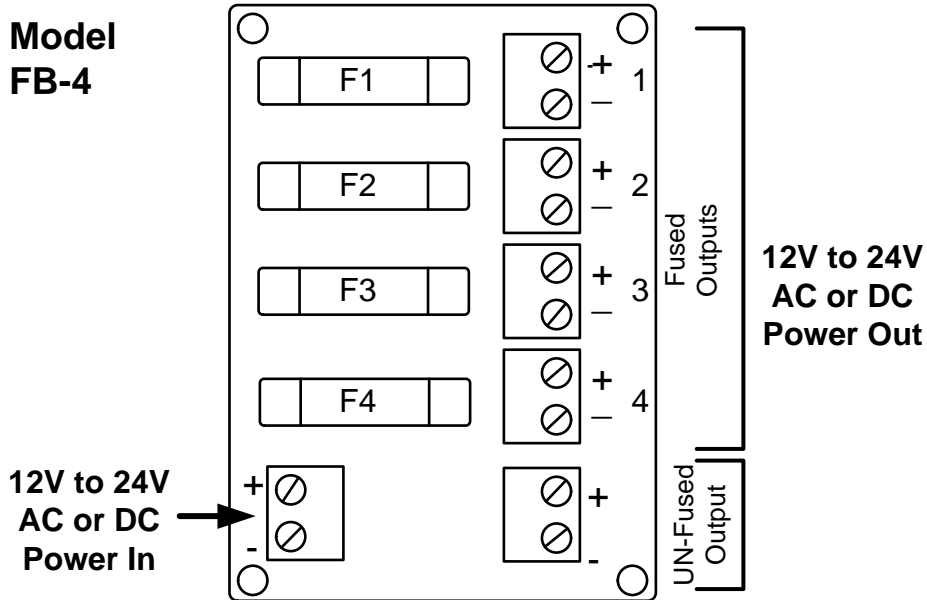 Model
FB-4
F1
+
1
–
F2
+
2
–
F3
+
3
–
F4
+
4
–
Fused
Outputs
12V to 24V
AC or DC
Power Out
12V to 24V
AC or DC
Power In
+
-
+
-
UN-Fused
Output